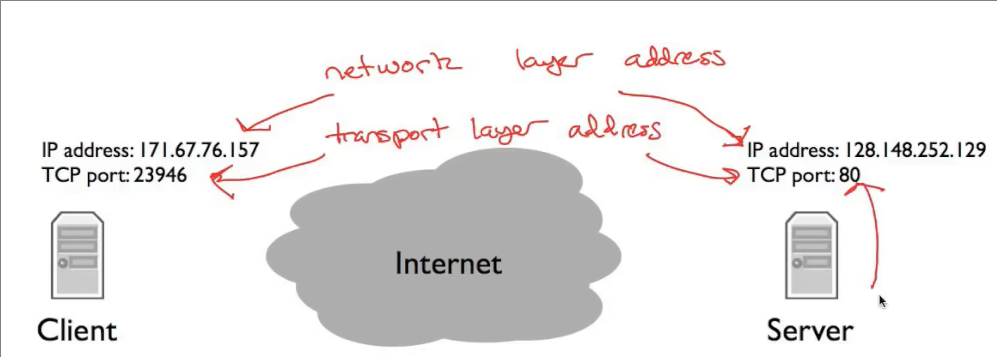 network layer address
transport layer address
IP address: 171.67.76.157
TCP port: 23946
IP address: 128.148.252.129
TCP port: 80
Internet
Client
Server